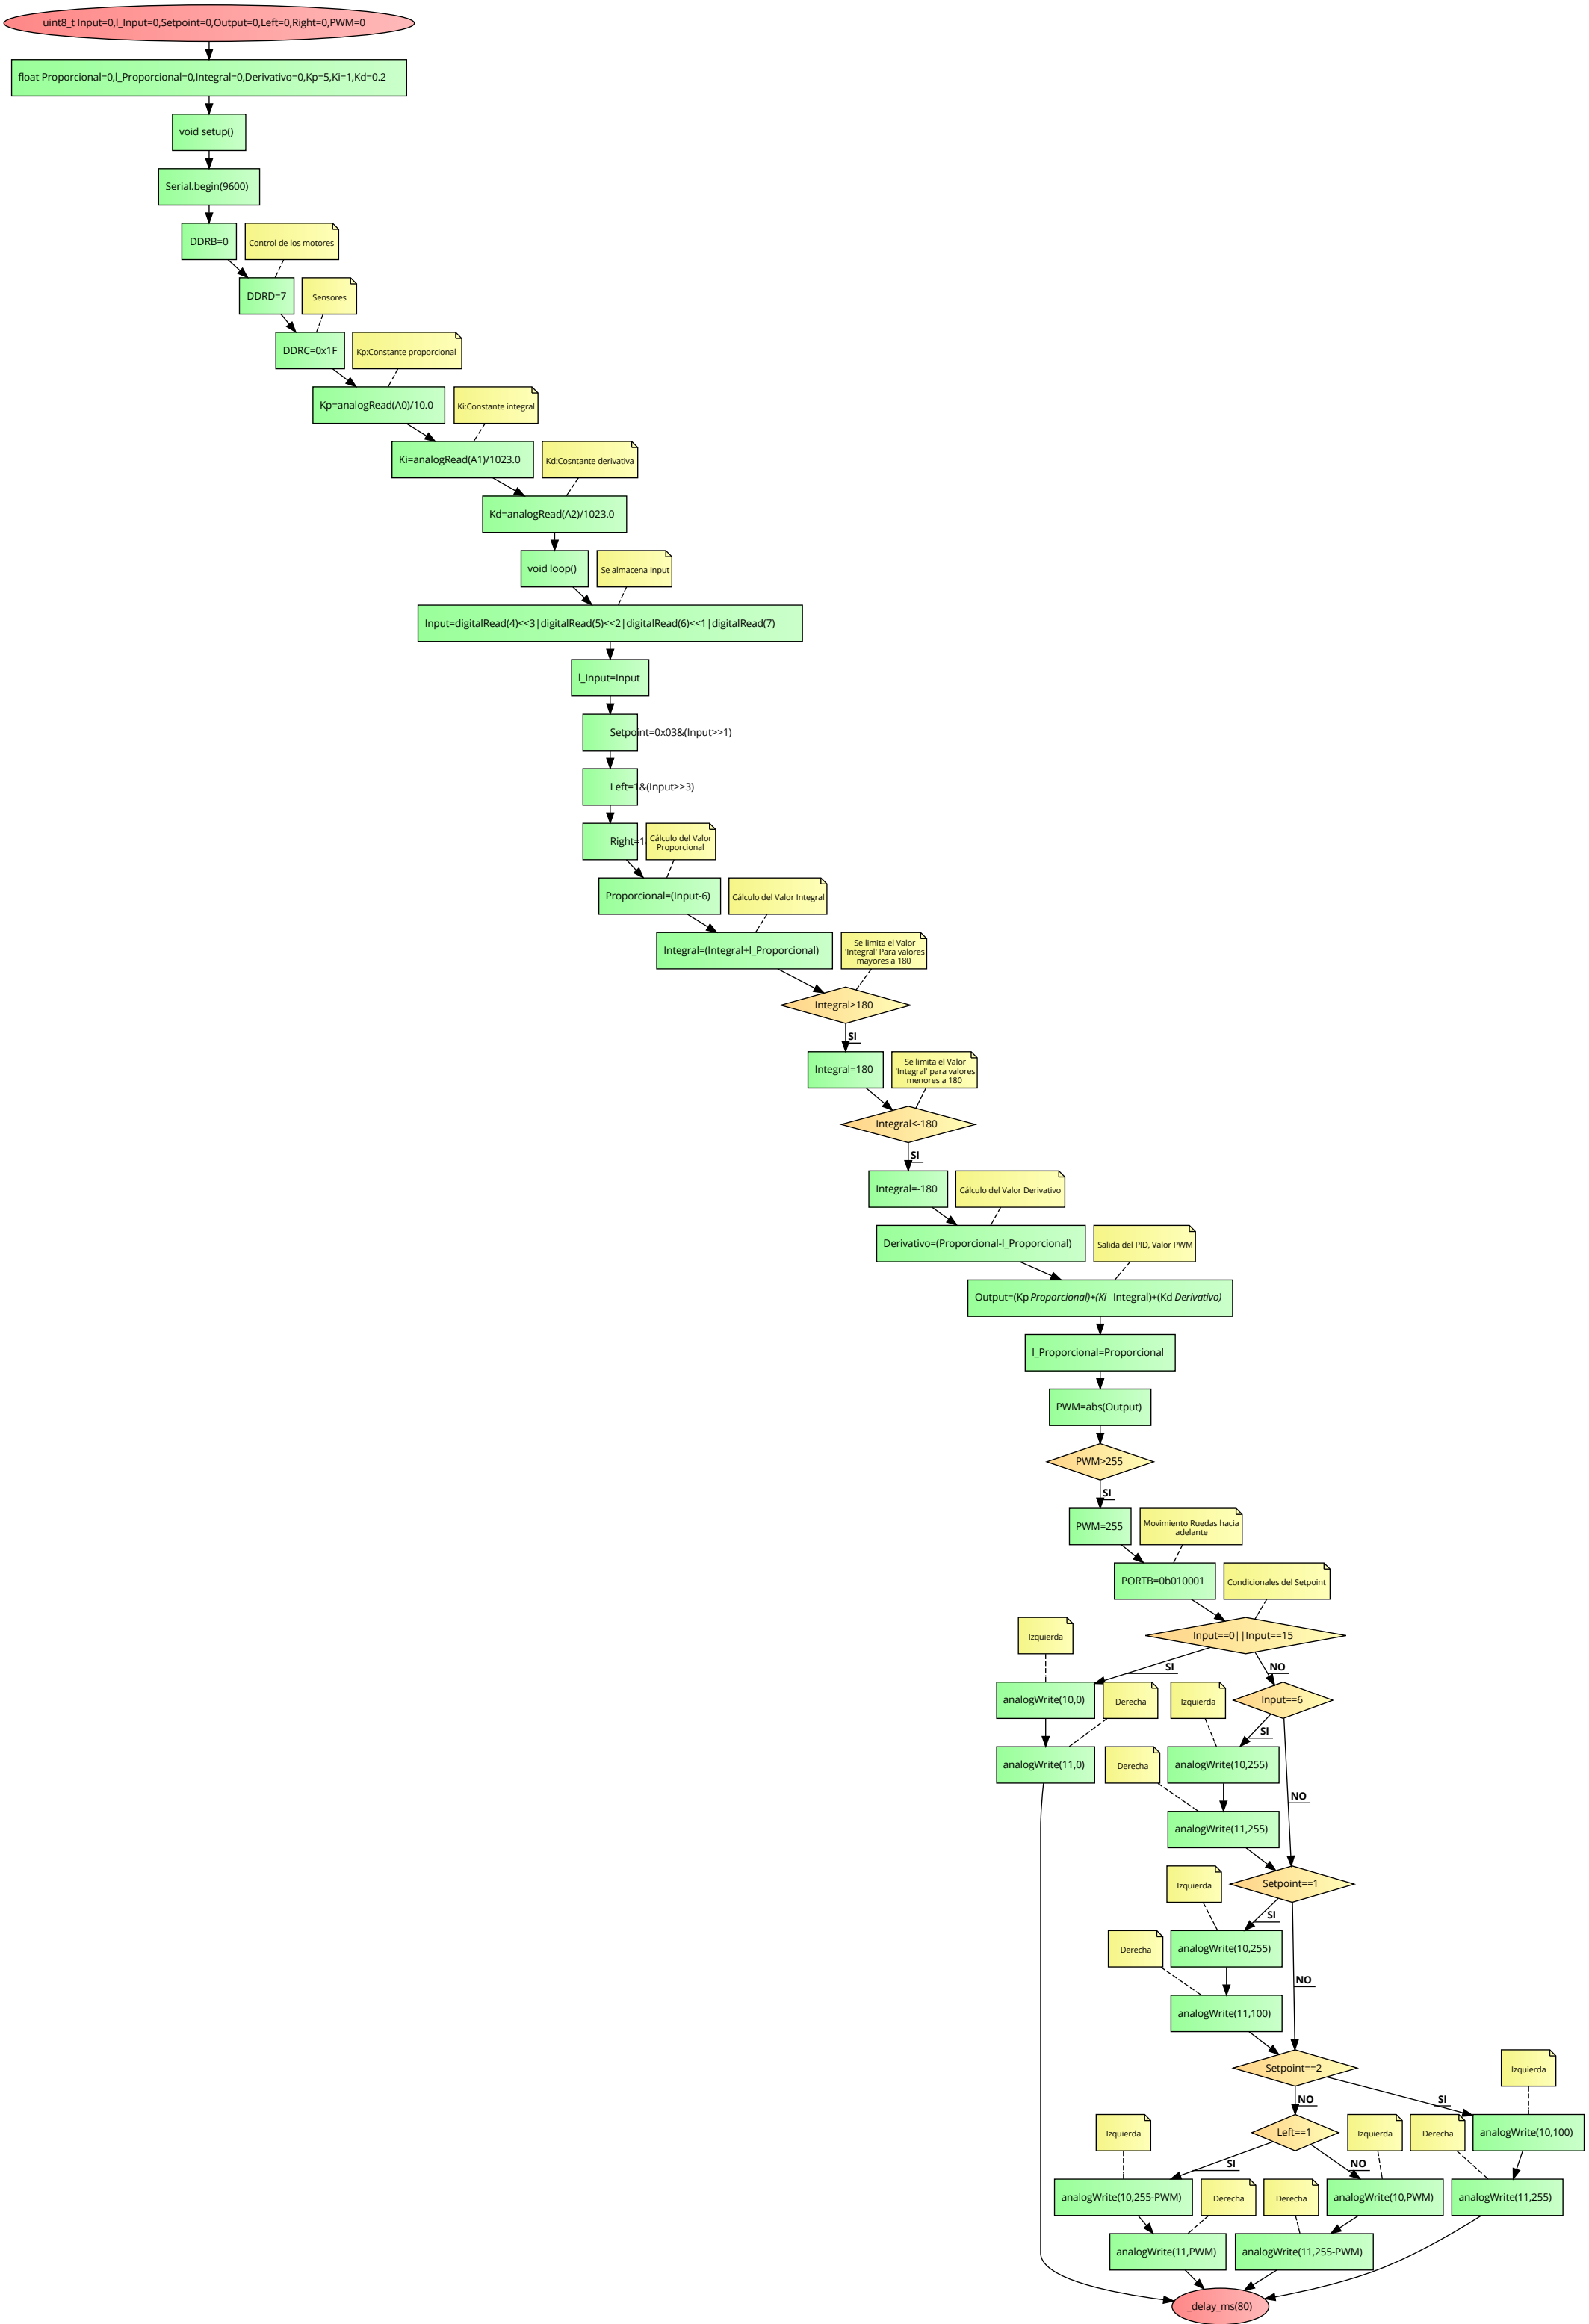 uint8_t Input=0,l_Input=0,Setpoint=0,Output=0,Left=0,Right=0,PWM=0
float Proporcional=0,l_Proporcional=0,Integral=0,Derivativo=0,Kp=5,Ki=1,Kd=0.2
void setup()
Serial.begin(9600)
DDRB=0
Control de los motores
DDRD=7
Sensores
DDRC=0x1F
Kp:Constante proporcional
Kp=analogRead(A0)/10.0
Ki:Constante integral
Ki=analogRead(A1)/1023.0
Kd:Cosntante derivativa
Kd=analogRead(A2)/1023.0
void loop()
Se almacena Input
Input=digitalRead(4)<<3|digitalRead(5)<<2|digitalRead(6)<<1|digitalRead(7)
l_Input=Input
Setpoint=0x03&(Input>>1)
Left=1&(Input>>3)
Right=1
Cálculo del Valor
Proporcional
Proporcional=(Input-6)
Cálculo del Valor Integral
Integral=(Integral+l_Proporcional)
Se limita el Valor
'Integral' Para valores
mayores a 180
Integral>180
SI
Integral=180
Se limita el Valor
'Integral' para valores
menores a 180
Integral<-180
SI
Integral=-180
Cálculo del Valor Derivativo
Derivativo=(Proporcional-l_Proporcional)
Salida del PID, Valor PWM
Output=(Kp Proporcional)+(Ki Integral)+(Kd Derivativo)
l_Proporcional=Proporcional
PWM=abs(Output)
PWM>255
SI
PWM=255
Movimiento Ruedas hacia
adelante
PORTB=0b010001
Condicionales del Setpoint
Input==0||Input==15
Izquierda
SI
NO
analogWrite(10,0)
Derecha
Izquierda
Input==6
SI
analogWrite(11,0)
Derecha
analogWrite(10,255)
NO
analogWrite(11,255)
Izquierda
Setpoint==1
SI
Derecha
analogWrite(10,255)
NO
analogWrite(11,100)
Setpoint==2
Izquierda
NO
SI
Izquierda
Left==1
Izquierda
Derecha
analogWrite(10,100)
SI
NO
analogWrite(10,255-PWM)
Derecha
Derecha
analogWrite(10,PWM)
analogWrite(11,255)
analogWrite(11,PWM)
analogWrite(11,255-PWM)
_delay_ms(80)